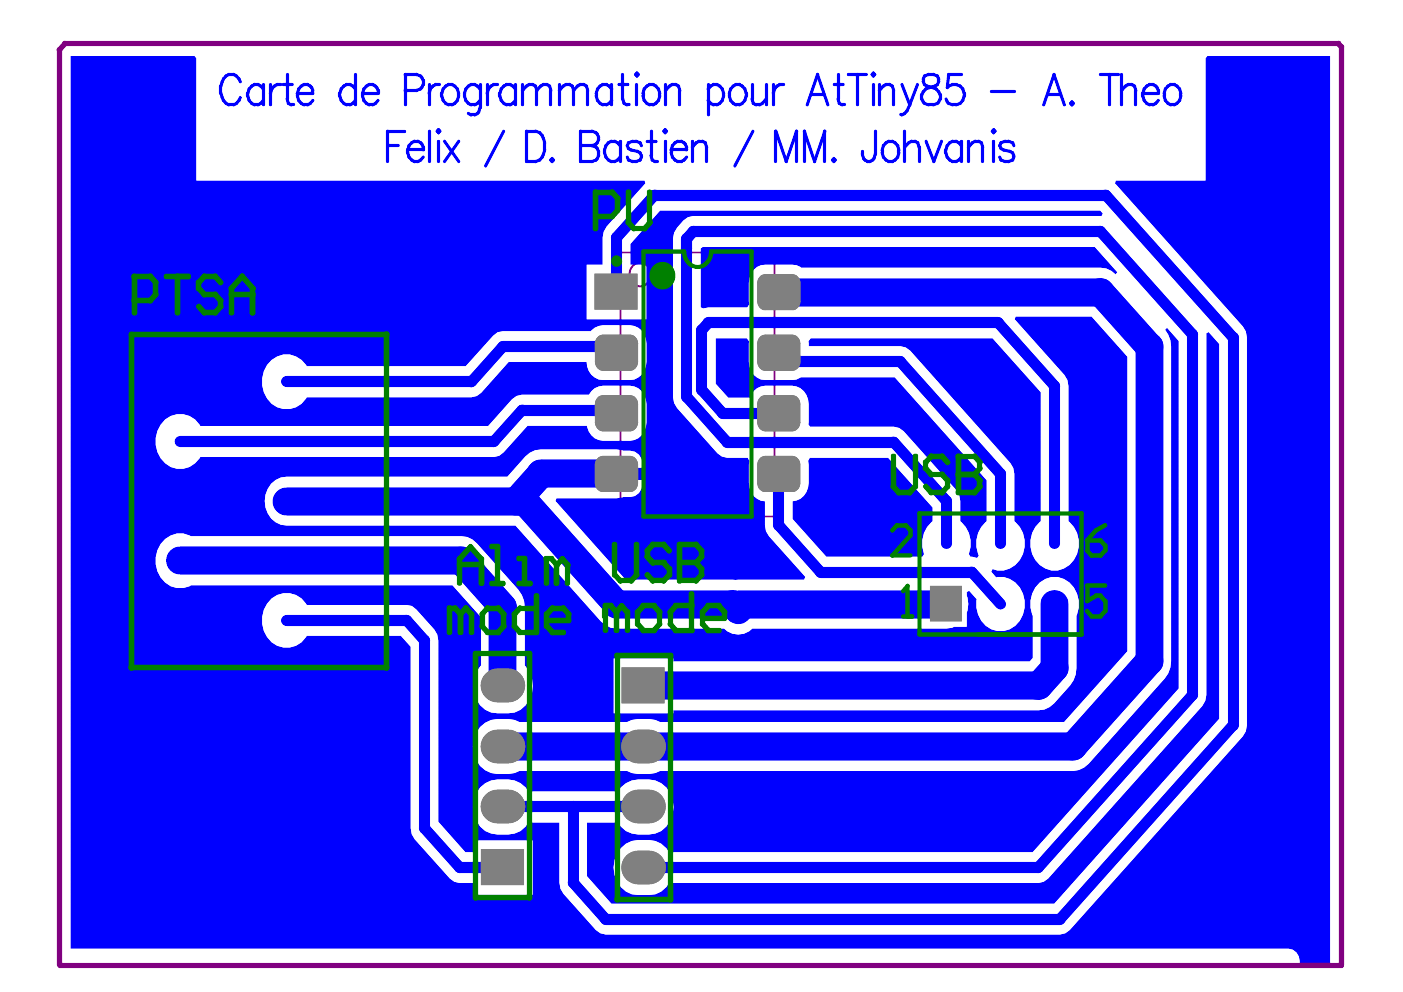 Carte de Programmation pour AtTiny85 - A. Theo
Felix / D. Bastien / MM. Johvanis
PU
PTSA
USB
2 6
1 5
Alim
mode
USB
mode